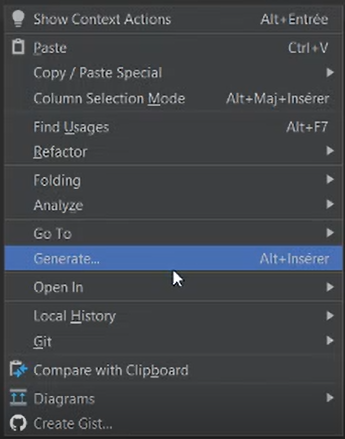 Show Context Actions Alt+Entrée
Paste Ctrl+V
Copy / Paste Special
Column Selection Mode Alt+Maj+Insérer
Find Usages Alt+F7
Refactor
Folding
Analyze
Go To
Generate... Alt+Insérer
Open In
Local History
Git
Compare with Clipboard
Diagrams
Create Gist...